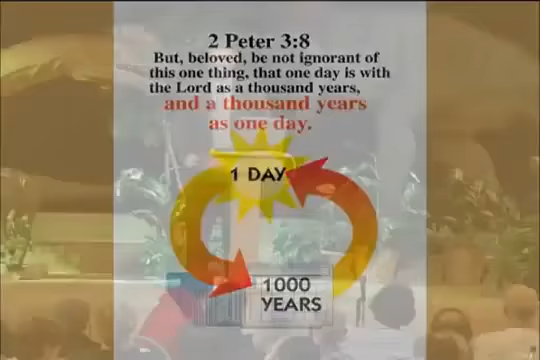 2 Peter 3:8
But, beloved, be not ignorant of
this one thing, that one day is with
the Lord as a thousand years,
and a thousand years
as one day.
1 DAY
1000
YEARS